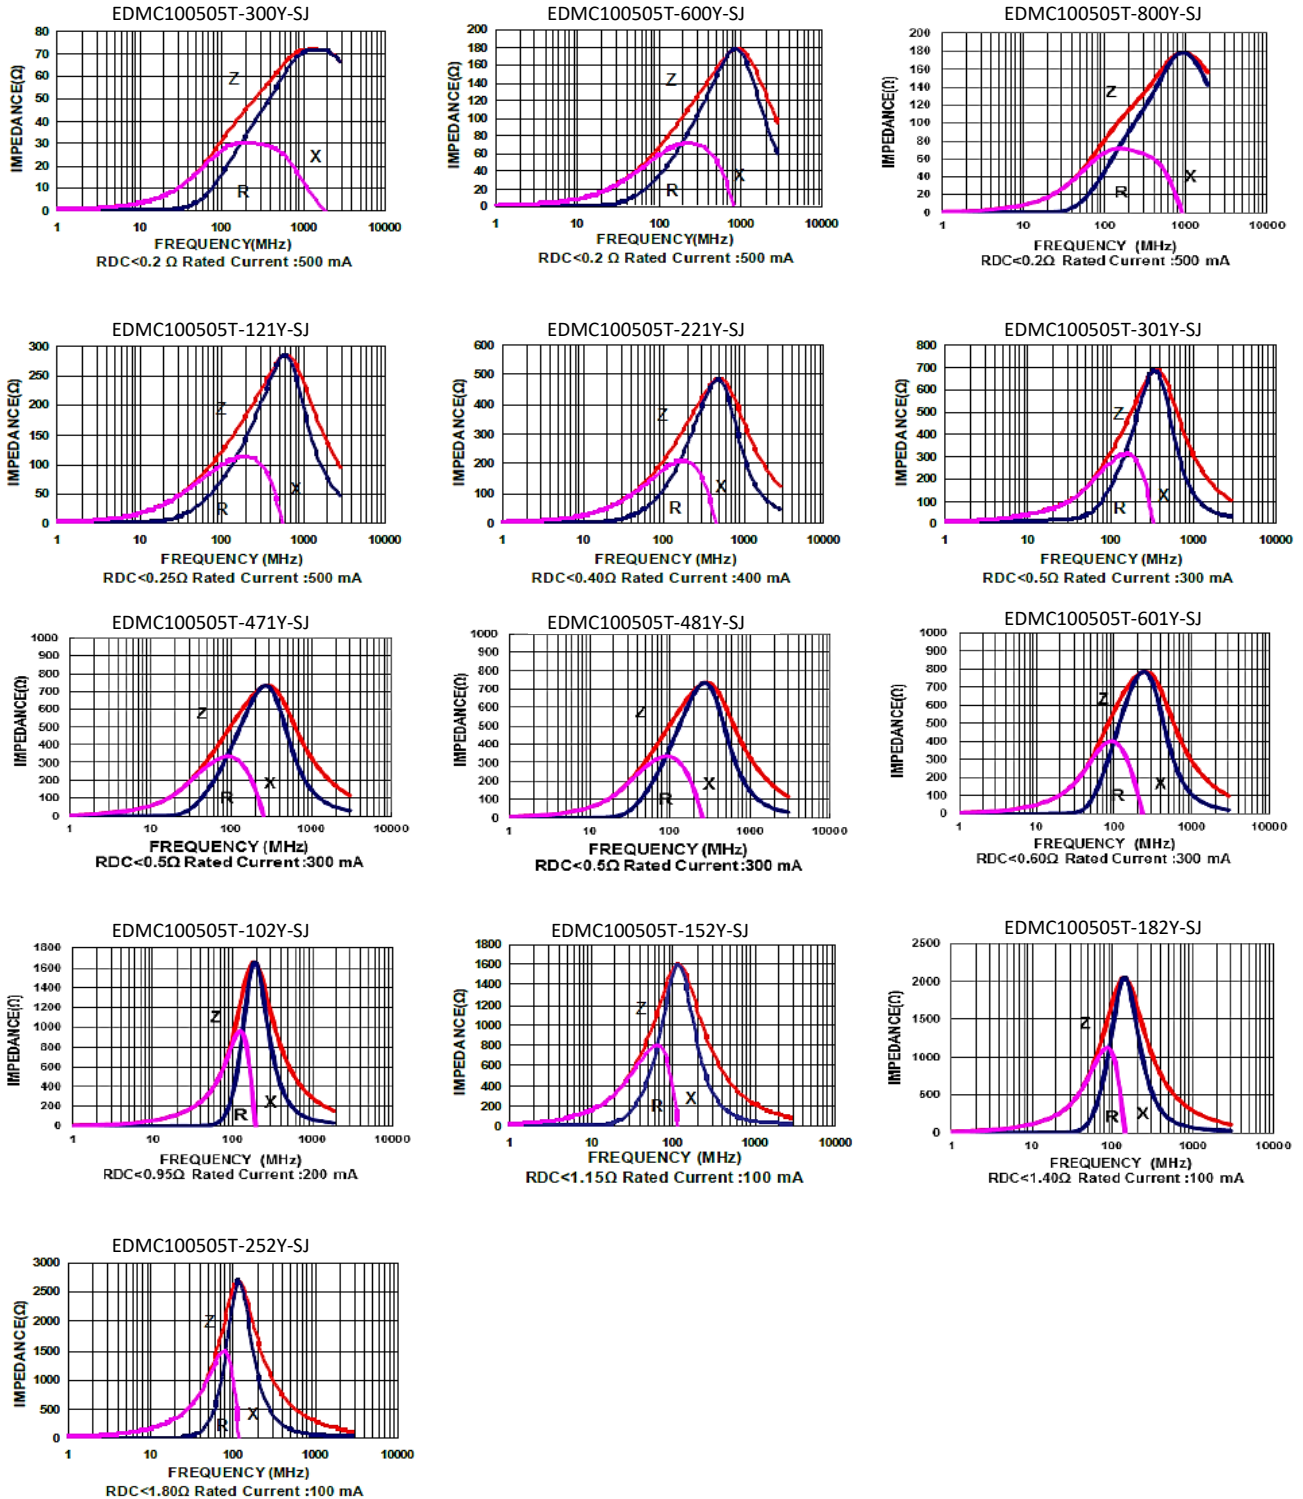 EDMC100505T-300Y-SJ
80
70
60
50
40
30
20
10
0
IMPEDANCE(Ω)
Z
X
R
1 10 100 1000 10000
FREQUENCY(MHz)
RDC<0.2 Ω Rated Current :500 mA
EDMC100505T-600Y-SJ
200
180
160
140
120
100
80
60
40
20
0
IMPEDANCE(Ω)
Z
X
R
1 10 100 1000 10000
FREQUENCY(MHz)
RDC<0.2 Ω Rated Current :500 mA
EDMC100505T-800Y-SJ
200
180
160
140
120
100
80
60
40
20
0
IMPEDANCE(Ω)
Z
X
R
1 10 100 1000 10000
FREQUENCY (MHz)
RDC<0.2Ω Rated Current :500 mA
EDMC100505T-121Y-SJ
300
250
200
150
100
50
0
IMPEDANCE(Ω)
Z
X
R
1 10 100 1000 10000
FREQUENCY (MHz)
RDC<0.25Ω Rated Current :500 mA
EDMC100505T-221Y-SJ
600
500
400
300
200
100
0
IMPEDANCE(Ω)
Z
X
R
1 10 100 1000 10000
FREQUENCY (MHz)
RDC<0.40Ω Rated Current :400 mA
EDMC100505T-301Y-SJ
800
700
600
500
400
300
200
100
0
IMPEDANCE(Ω)
Z
X
R
1 10 100 1000 10000
FREQUENCY (MHz)
RDC<0.5Ω Rated Current :300 mA
EDMC100505T-471Y-SJ
1000
900
800
700
600
500
400
300
200
100
0
IMPEDANCE(Ω)
Z
X
R
1 10 100 1000 10000
FREQUENCY (MHz)
RDC<0.5Ω Rated Current :300 mA
EDMC100505T-481Y-SJ
1000
900
800
700
600
500
400
300
200
100
0
IMPEDANCE(Ω)
Z
X
R
1 10 100 1000 10000
FREQUENCY (MHz)
RDC<0.5Ω Rated Current :300 mA
EDMC100505T-601Y-SJ
1000
900
800
700
600
500
400
300
200
100
0
IMPEDANCE(Ω)
Z
X
R
1 10 100 1000 10000
FREQUENCY (MHz)
RDC<0.60Ω Rated Current :300 mA
EDMC100505T-102Y-SJ
1800
1600
1400
1200
1000
800
600
400
200
0
IMPEDANCE(Ω)
Z
R X
1 10 100 1000 10000
FREQUENCY (MHz)
RDC<0.95Ω Rated Current :200 mA
EDMC100505T-152Y-SJ
1800
1600
1400
1200
1000
800
600
400
200
0
IMPEDANCE(Ω)
Z
X
R
1 10 100 1000 10000
FREQUENCY (MHz)
RDC<1.15Ω Rated Current :100 mA
EDMC100505T-182Y-SJ
2500
2000
1500
1000
500
0
IMPEDANCE(Ω)
Z
R X
1 10 100 1000 10000
FREQUENCY (MHz)
RDC<1.40Ω Rated Current :100 mA
EDMC100505T-252Y-SJ
3000
2500
2000
1500
1000
500
0
IMPEDANCE(Ω)
Z
X
R
1 10 100 1000 10000
FREQUENCY (MHz)
RDC<1.80Ω Rated Current :100 mA